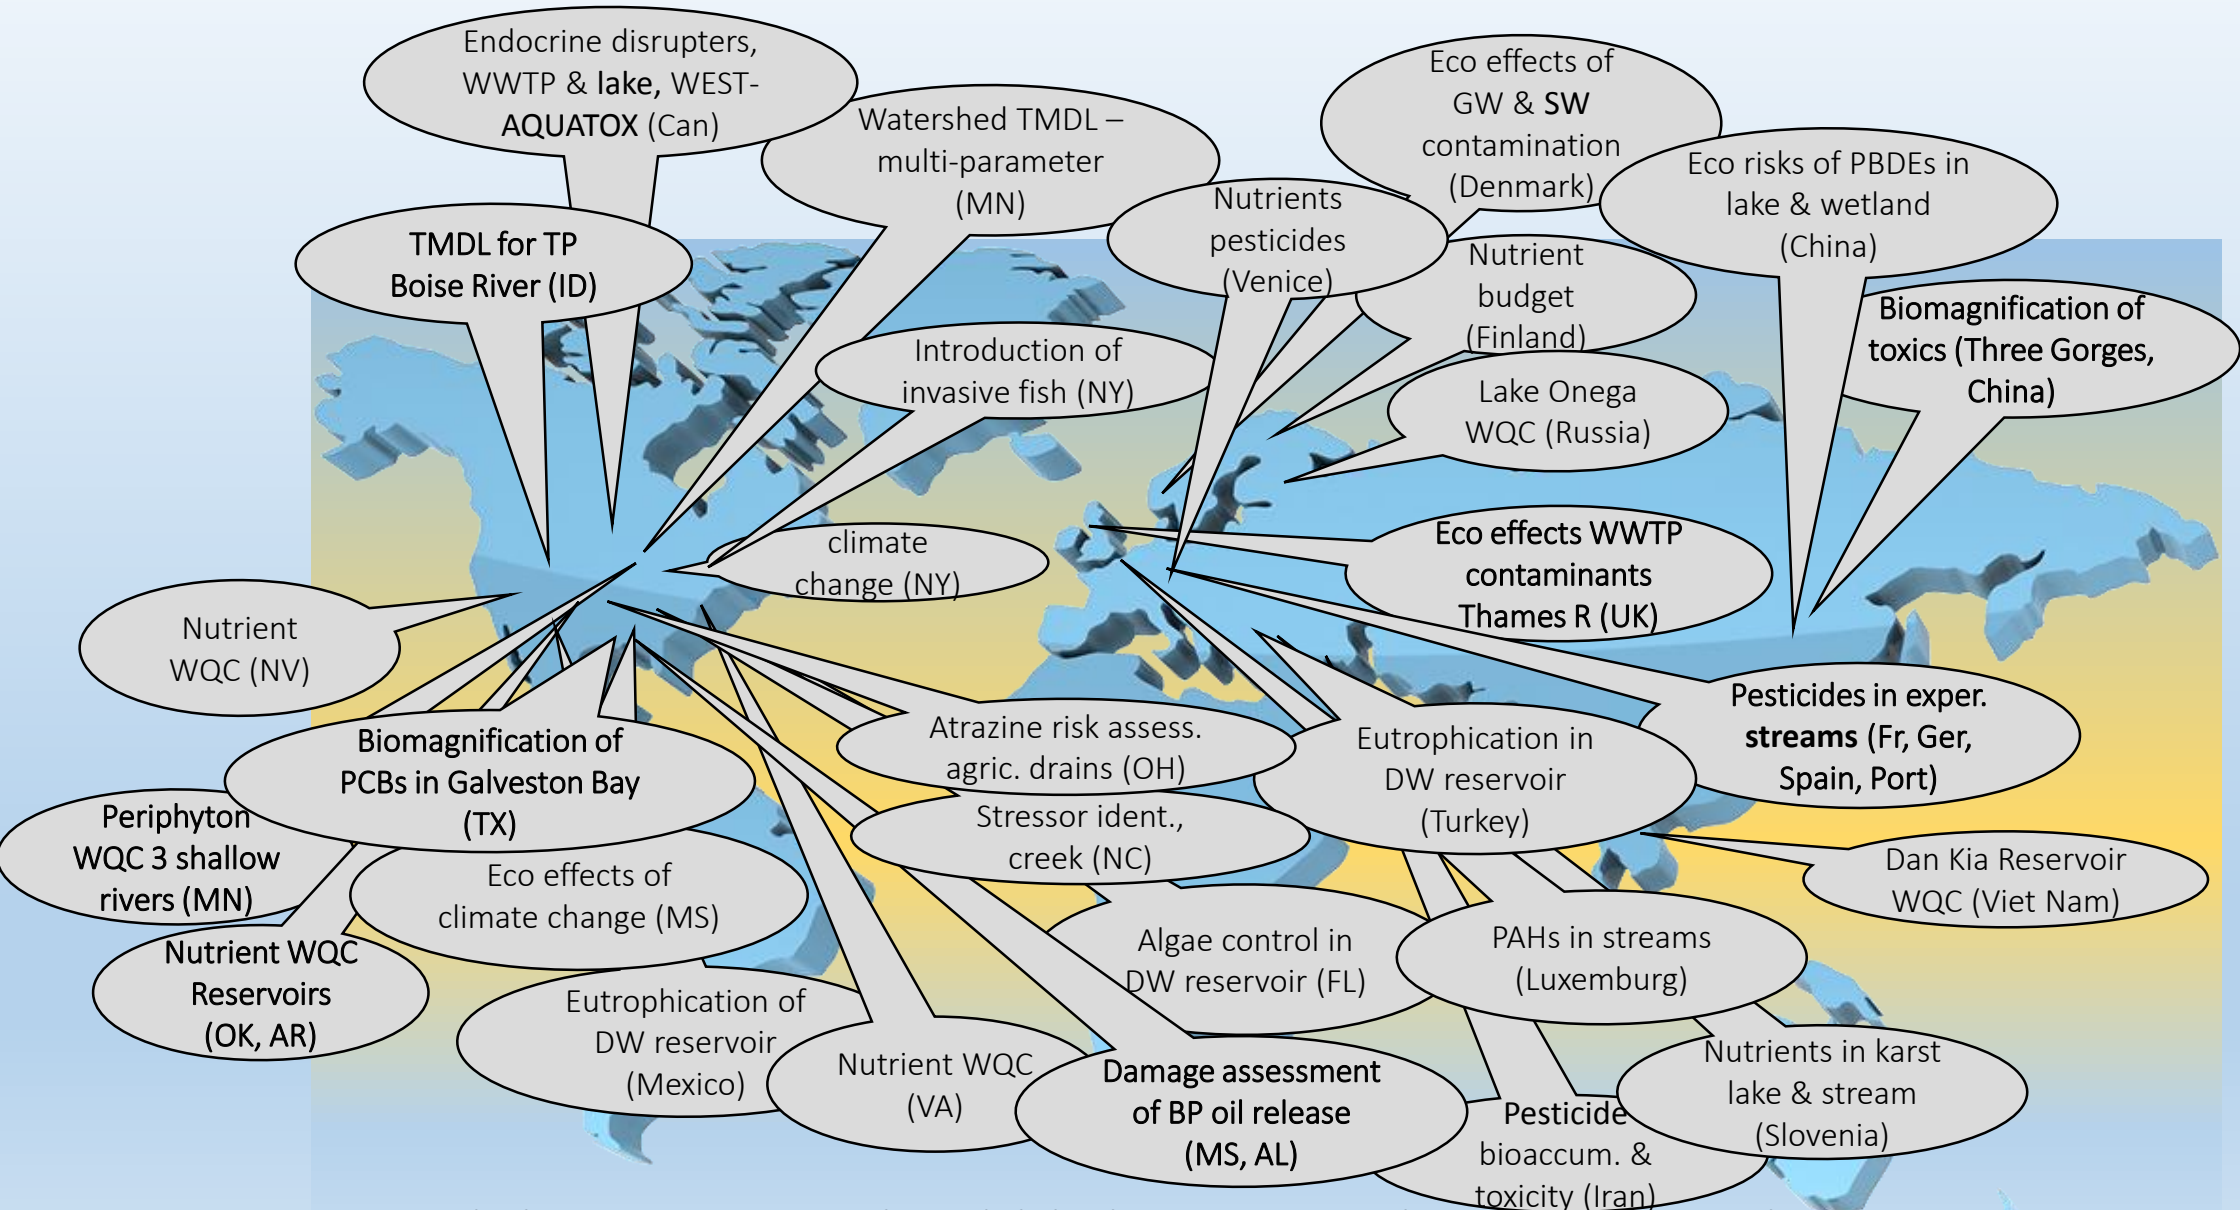 Endocrine disrupters,
WWTP & lake, WEST-
AQUATOX (Can)
Watershed TMDL –
multi-parameter
(MN)
Eco effects of
GW & SW
contamination
(Denmark)
Eco risks of PBDEs in
lake & wetland
(China)
TMDL for TP
Boise River (ID)
Nutrients
pesticides
(Venice)
Nutrient
budget
(Finland)
Biomagnification of
toxics (Three Gorges,
China)
Introduction of
invasive fish (NY)
Lake Onega
WQC (Russia)
climate
change (NY)
Eco effects WWTP
contaminants
Thames R (UK)
Nutrient
WQC (NV)
Pesticides in exper.
streams (Fr, Ger,
Spain, Port)
Biomagnification of
PCBs in Galveston Bay
(TX)
Atrazine risk assess.
agric. drains (OH)
Eutrophication in
DW reservoir
(Turkey)
Periphyton
WQC 3 shallow
rivers (MN)
Stressor ident.,
creek (NC)
Dan Kia Reservoir
WQC (Viet Nam)
Eco effects of
climate change (MS)
Algae control in
DW reservoir (FL)
PAHs in streams
(Luxemburg)
Nutrient WQC
Reservoirs
(OK, AR)
Eutrophication of
DW reservoir
(Mexico)
Nutrient WQC
(VA)
Damage assessment
of BP oil release
(MS, AL)
Nutrients in karst
lake & stream
(Slovenia)
Pesticide
bioaccum. &
toxicity (Iran)